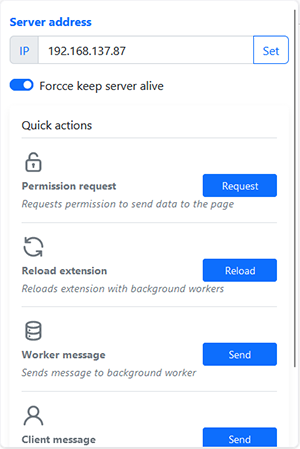 Server address
IP 192.168.137.87 Set
Forcce keep server alive
Quick actions
Permission request Request
Requests permission to send data to the page
Reload extension Reload
Reloads extension with background workers
Worker message Send
Sends message to background worker
Client message Send